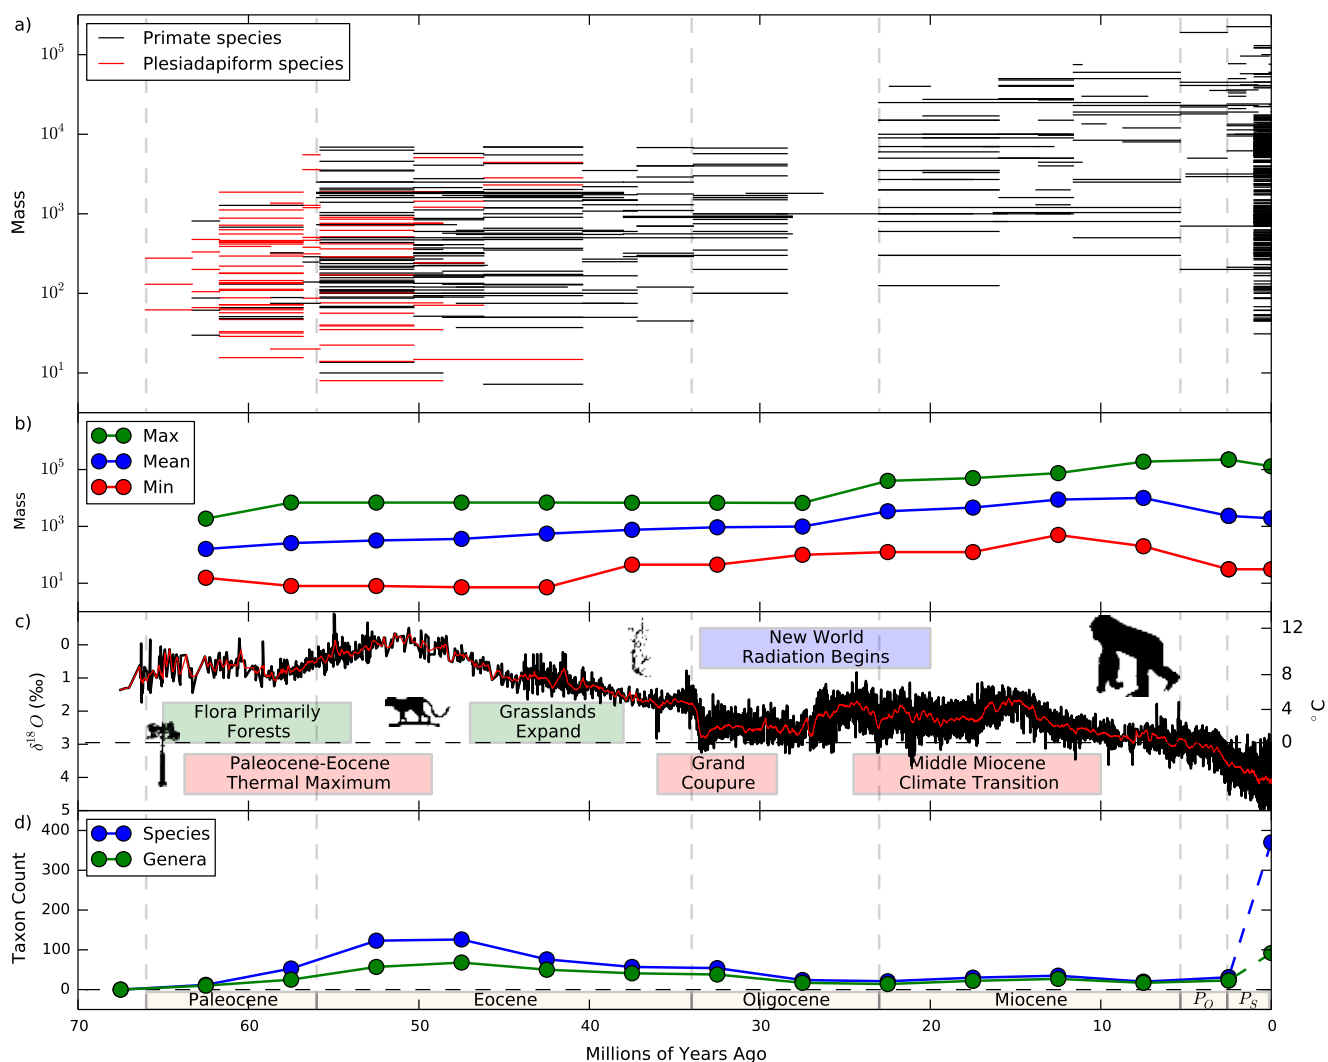 a)
Primate species
Plesiadapiform species
Mass
10^5
10^4
10^3
10^2
10^1
b)
Max
Mean
Min
Mass
10^5
10^3
10^1
c)
δ^18 O (‰)
0
1
2
3
4
5
Flora Primarily
Forests
Paleocene-Eocene
Thermal Maximum
Grasslands
Expand
New World
Radiation Begins
Grand
Coupure
Middle Miocene
Climate Transition
12
8
4
0
°C
d)
Species
Genera
Taxon Count
400
300
200
100
0
Paleocene
Eocene
Oligocene
Miocene
P_O
P_S
70
60
50
40
30
20
10
0
Millions of Years Ago